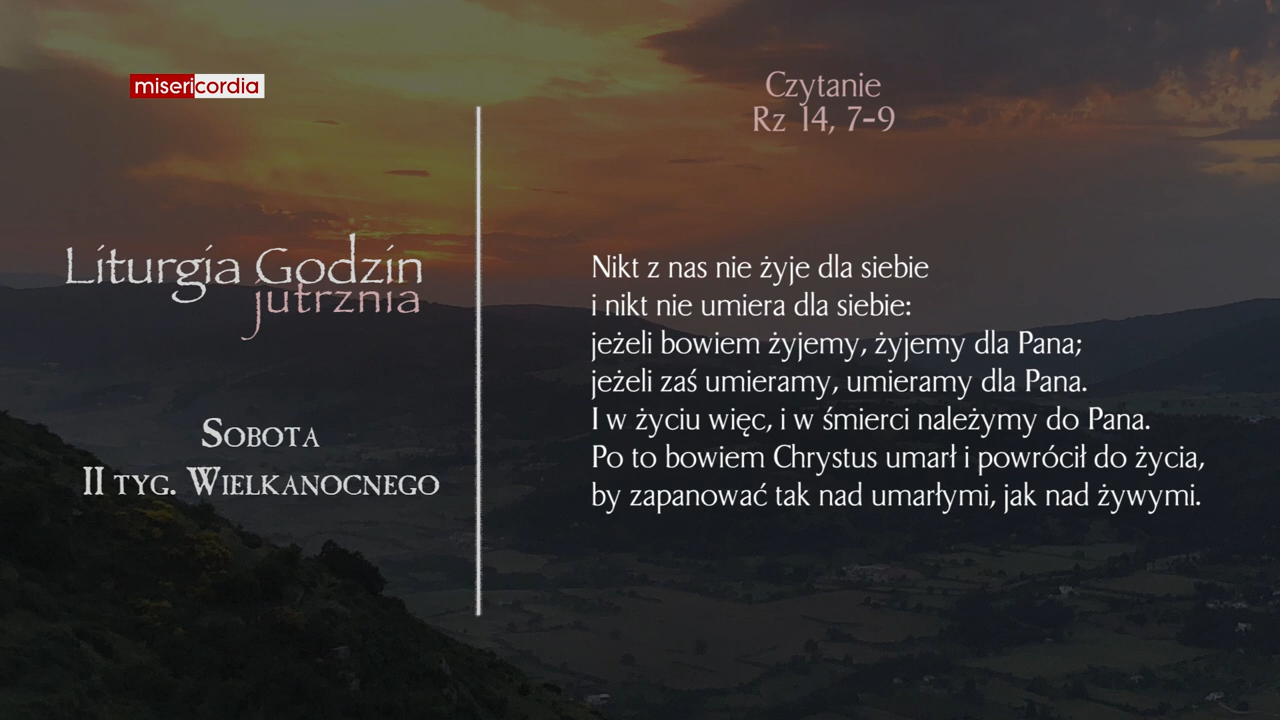 misericordia
Liturgia Godzin
jutrznia
Sobota
II tyg. Wielkanocnego
Czytanie
Rz 14, 7-9
Nikt z nas nie żyje dla siebie
i nikt nie umiera dla siebie:
jeżeli bowiem żyjemy, żyjemy dla Pana;
jeżeli zaś umieramy, umieramy dla Pana.
I w życiu więc, i w śmierci należymy do Pana.
Po to bowiem Chrystus umarł i powrócił do życia,
by zapanować tak nad umarłymi, jak nad żywymi.